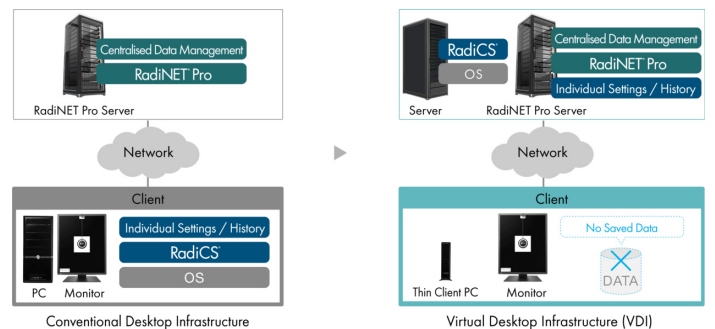 Centralised Data Management
RadiNET Pro
RadiNET Pro Server
Network
Client
Individual Settings / History
RadiCS
OS
PC
Monitor
Conventional Desktop Infrastructure
RadiCS
OS
Server
Centralised Data Management
RadiNET Pro
Individual Settings / History
RadiNET Pro Server
Network
Client
Thin Client PC
Monitor
No Saved Data
DATA
Virtual Desktop Infrastructure (VDI)